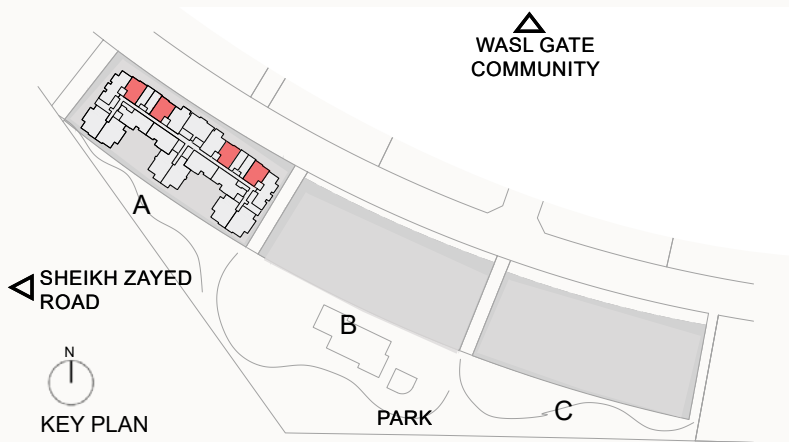 WASL GATE
COMMUNITY
A
SHEIKH ZAYED
ROAD
B
N
KEY PLAN
PARK
C